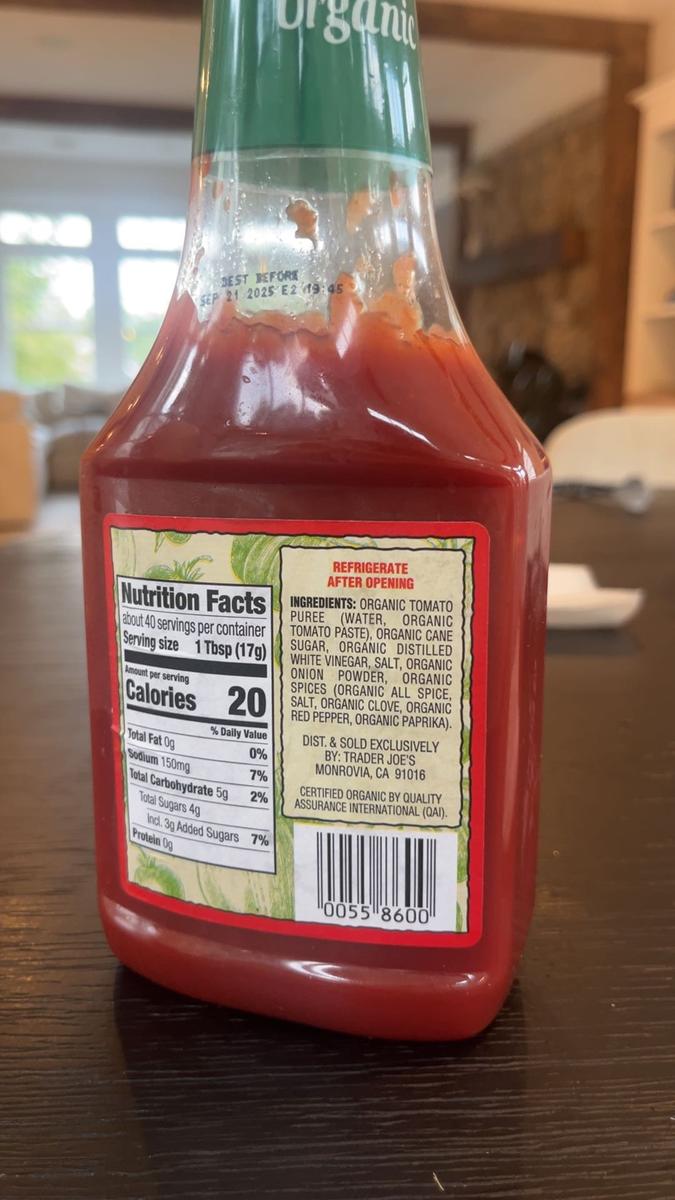 Organic
BEST BEFORE
SEP 21 2025 E2 19:45
REFRIGERATE
AFTER OPENING
INGREDIENTS: ORGANIC TOMATO
PUREE (WATER, ORGANIC
TOMATO PASTE), ORGANIC CANE
SUGAR, ORGANIC DISTILLED
WHITE VINEGAR, SALT, ORGANIC
ONION POWDER, ORGANIC
SPICES (ORGANIC ALL SPICE,
SALT, ORGANIC CLOVE, ORGANIC
RED PEPPER, ORGANIC PAPRIKA).
DIST. & SOLD EXCLUSIVELY
BY: TRADER JOE'S
MONROVIA, CA 91016
CERTIFIED ORGANIC BY QUALITY
ASSURANCE INTERNATIONAL (QAI).
Nutrition Facts
about 40 servings per container
Serving size 1 Tbsp (17g)
Amount per serving
Calories 20
% Daily Value
Total Fat 0g 0%
Sodium 150mg 7%
Total Carbohydrate 5g 2%
Total Sugars 4g
Incl. 3g Added Sugars 7%
Protein 0g
0055 8600